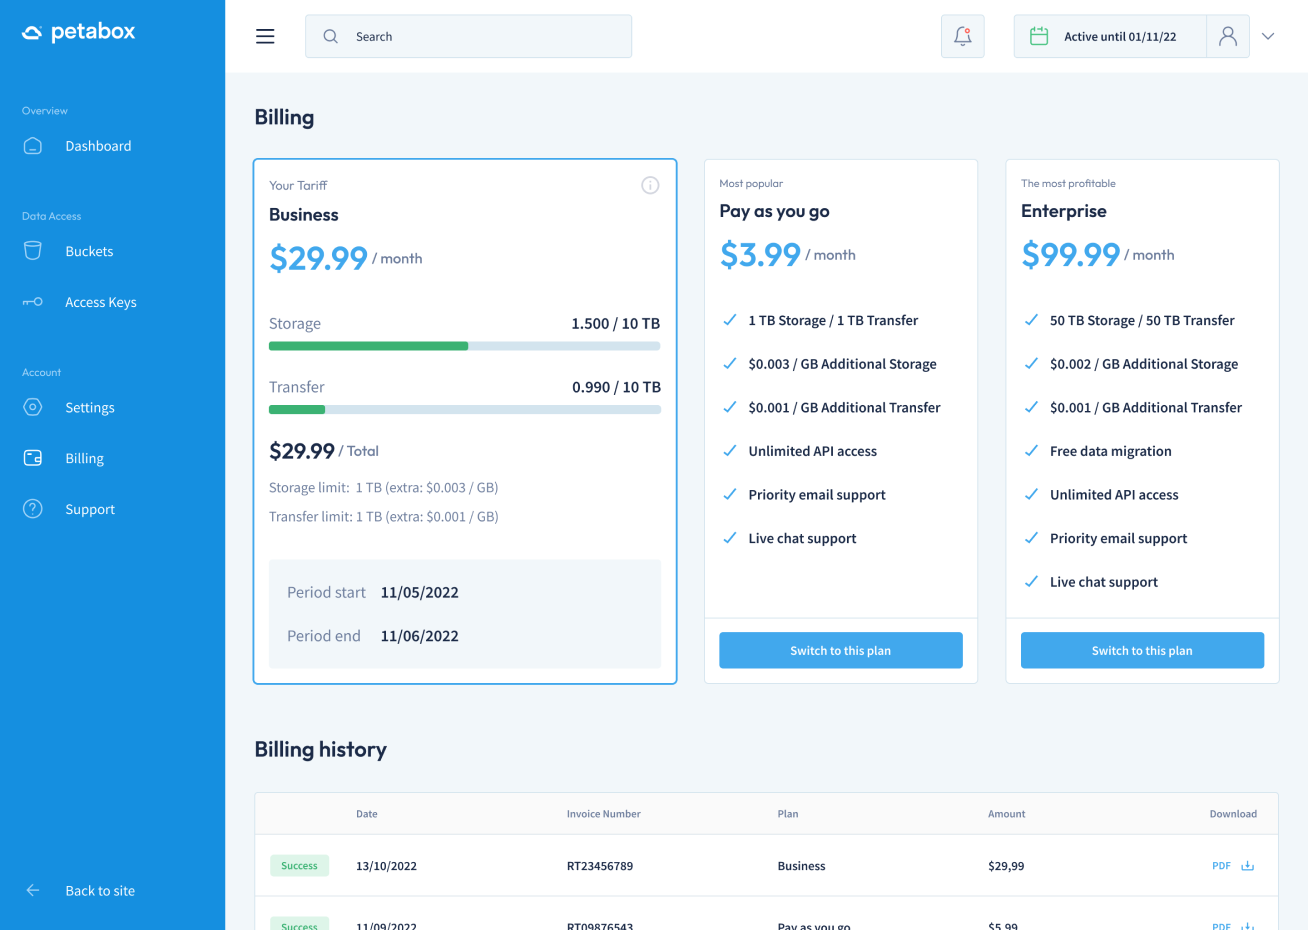 petabox
Search
Active until 01/11/22
Overview
Dashboard
Data Access
Buckets
Access Keys
Account
Settings
Billing
Support
Back to site
Billing
Your Tariff
Business
$29.99 / month
Storage 1.500 / 10 TB
Transfer 0.990 / 10 TB
$29.99 / Total
Storage limit: 1 TB (extra: $0.003 / GB)
Transfer limit: 1 TB (extra: $0.001 / GB)
Period start 11/05/2022
Period end 11/06/2022
Most popular
Pay as you go
$3.99 / month
1 TB Storage / 1 TB Transfer
$0.003 / GB Additional Storage
$0.001 / GB Additional Transfer
Unlimited API access
Priority email support
Live chat support
Switch to this plan
The most profitable
Enterprise
$99.99 / month
50 TB Storage / 50 TB Transfer
$0.002 / GB Additional Storage
$0.001 / GB Additional Transfer
Free data migration
Unlimited API access
Priority email support
Live chat support
Switch to this plan
Billing history
Date Invoice Number Plan Amount Download
Success 13/10/2022 RT23456789 Business $29,99 PDF
Success 11/09/2022 RT09876543 Pay as you go $5,99 PDF